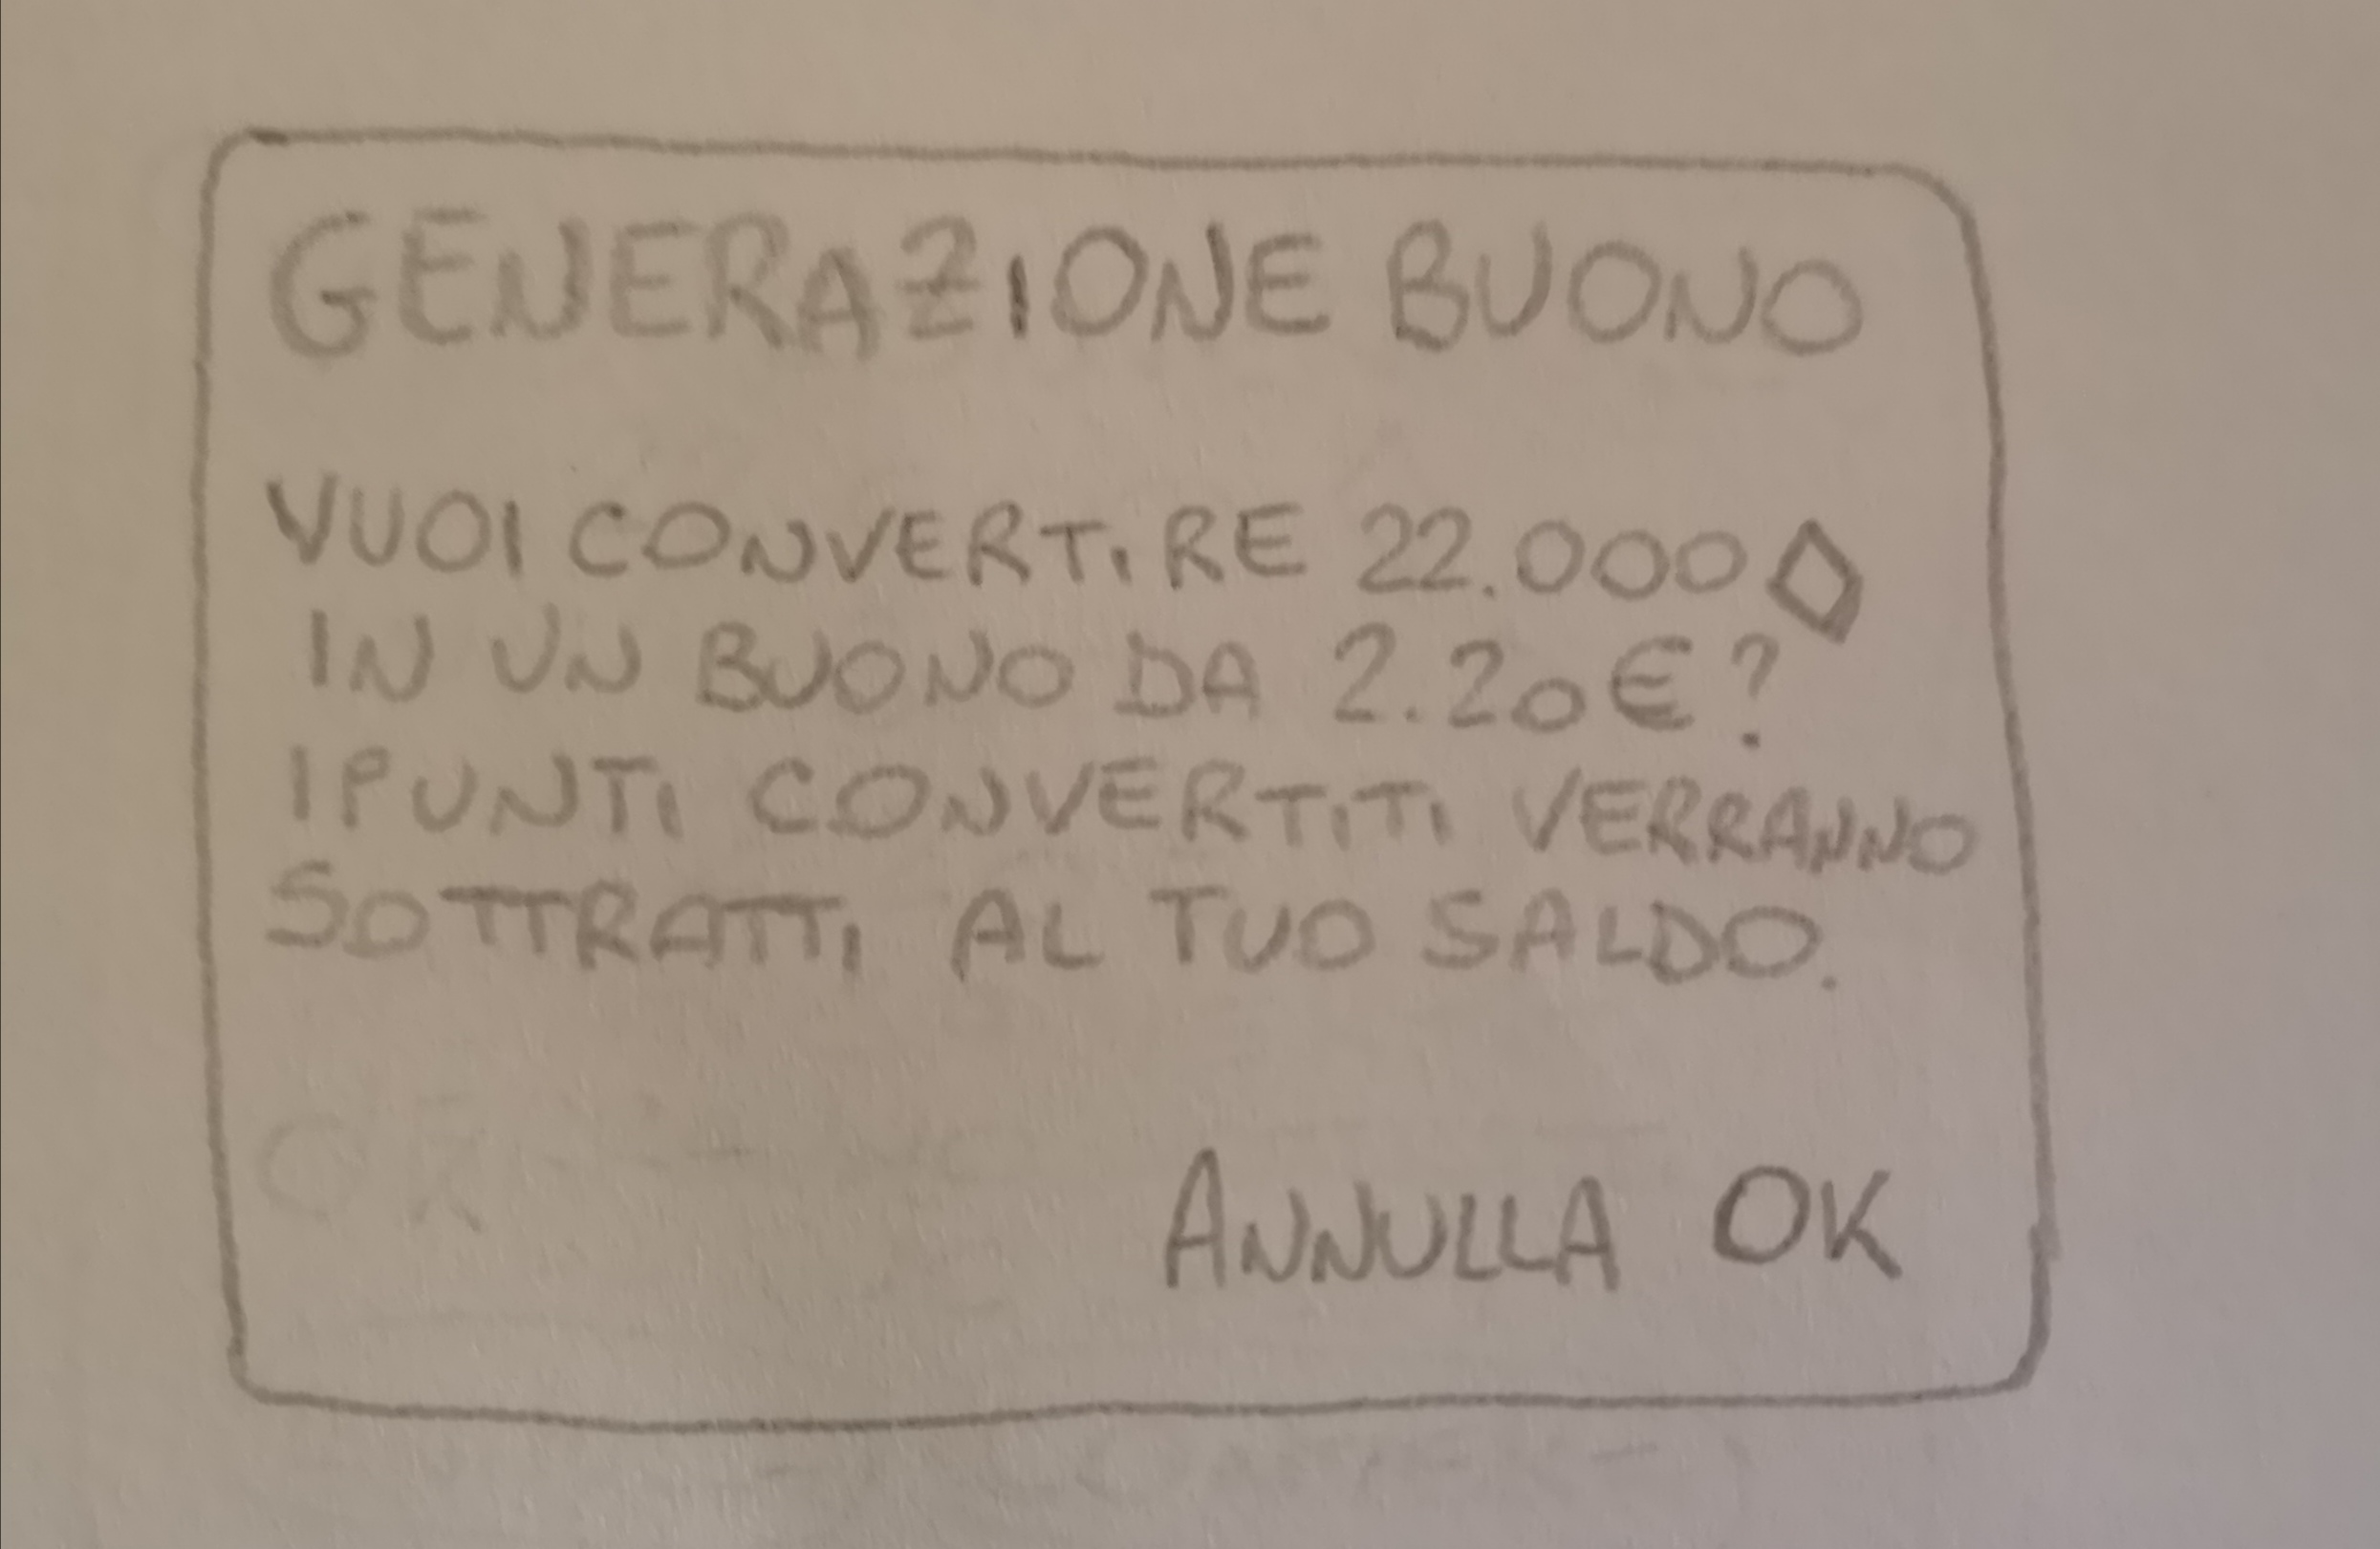 GENERAZIONE BUONO
VUOI CONVERTIRE 22.000◇
IN UN BUONO DA 2.20€?
I PUNTI CONVERTITI VERRANNO
SOTTRATTI AL TUO SALDO.
ANNULLA OK